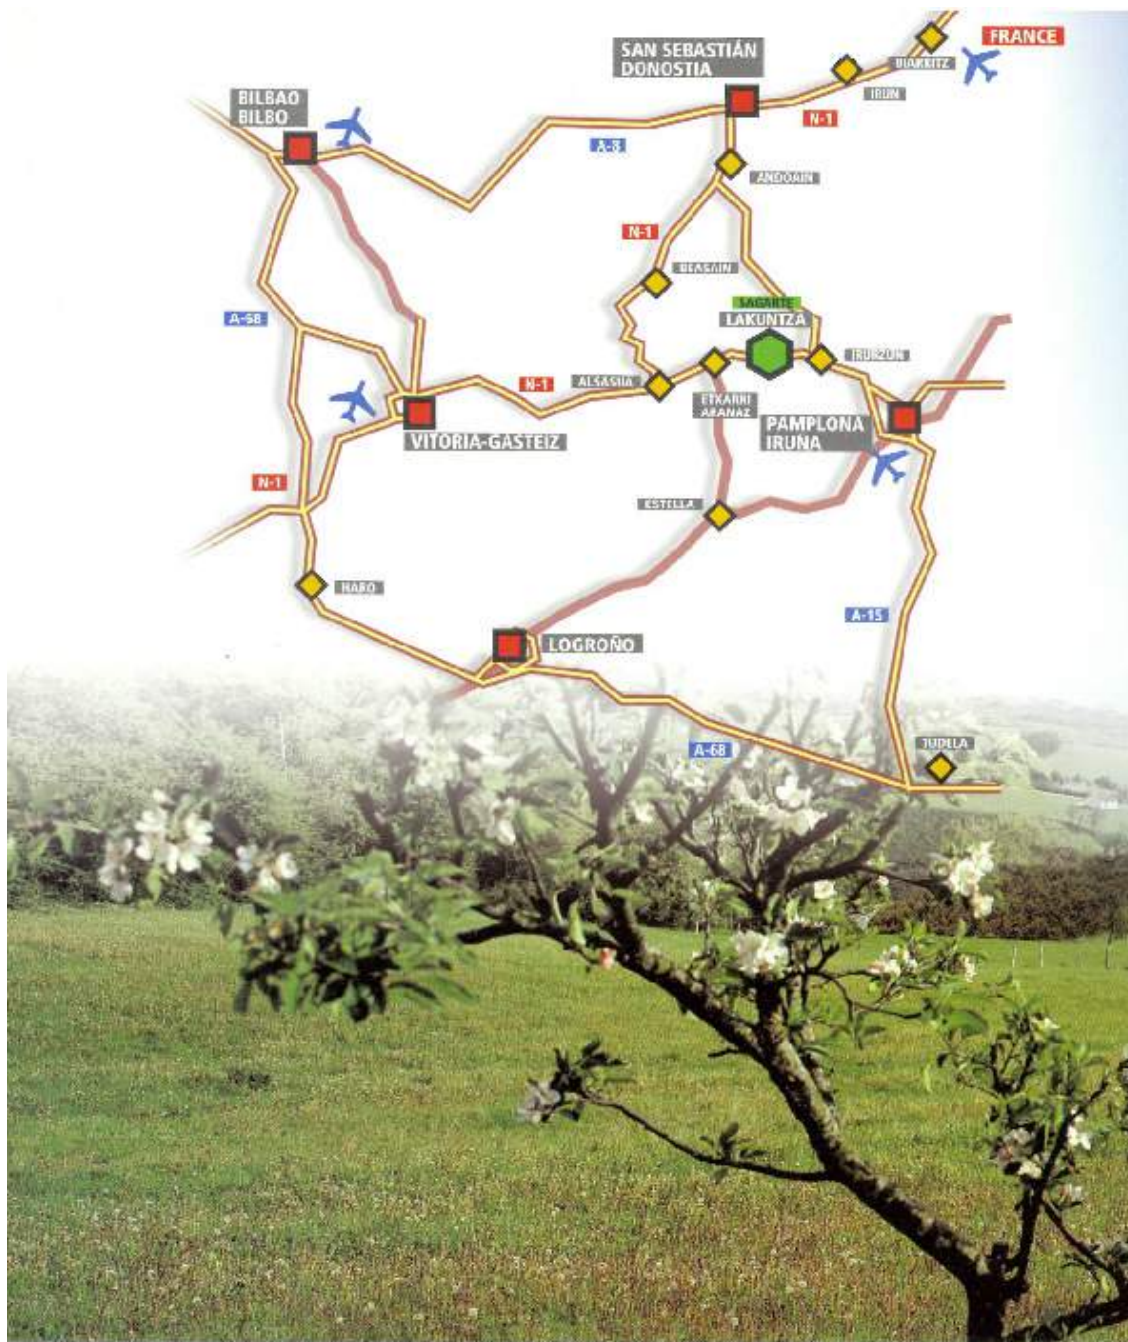 FRANCE
SAN SEBASTIÁN
DONOSTIA
BIARRITZ
IRUN
BILBAO
BILBO
N-1
A-8
ANDOAIN
N-1
BEASAIN
SAGARTE
LAKUNTZA
A-68
IRURZUN
N-1
ALSASUA
ETXARRI
ARANAZ
PAMPLONA
IRUNA
VITORIA-GASTEIZ
N-1
ESTELLA
HARO
A-15
LOGROÑO
TUDELA
A-68